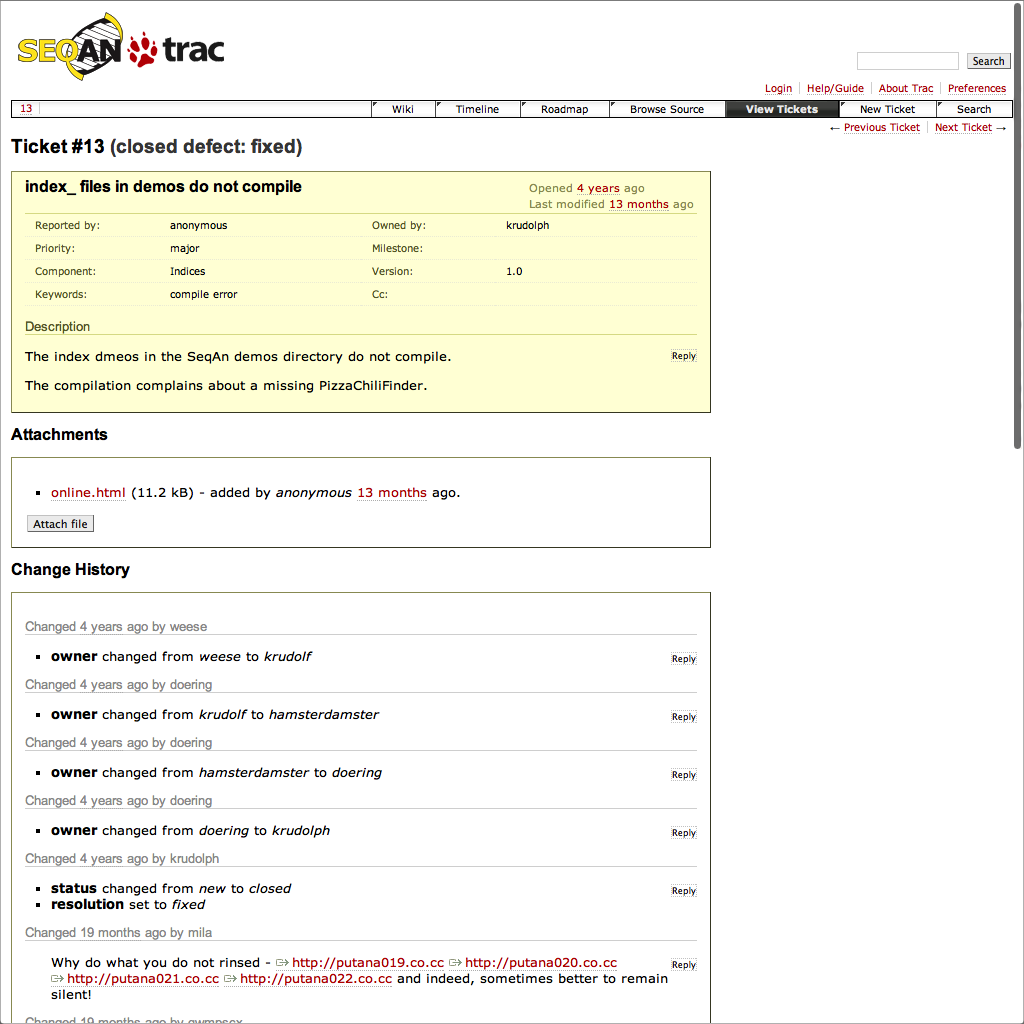 SEQAN trac
Search
Login Help/Guide About Trac Preferences
13 Wiki Timeline Roadmap Browse Source View Tickets New Ticket Search
← Previous Ticket Next Ticket →
Ticket #13 (closed defect: fixed)
index_ files in demos do not compile
Opened 4 years ago
Last modified 13 months ago
Reported by: anonymous Owned by: krudolph
Priority: major Milestone:
Component: Indices Version: 1.0
Keywords: compile error Cc:
Description
The index dmeos in the SeqAn demos directory do not compile. Reply
The compilation complains about a missing PizzaChiliFinder.
Attachments
online.html (11.2 kB) - added by anonymous 13 months ago.
Attach file
Change History
Changed 4 years ago by weese
owner changed from weese to krudolf Reply
Changed 4 years ago by doering
owner changed from krudolf to hamsterdamster Reply
Changed 4 years ago by doering
owner changed from hamsterdamster to doering Reply
Changed 4 years ago by doering
owner changed from doering to krudolph Reply
Changed 4 years ago by krudolph
status changed from new to closed Reply
resolution set to fixed
Changed 19 months ago by mila
Why do what you do not rinsed - http://putana019.co.cc http://putana020.co.cc Reply
http://putana021.co.cc http://putana022.co.cc and indeed, sometimes better to remain
silent!
Changed 19 months ago by